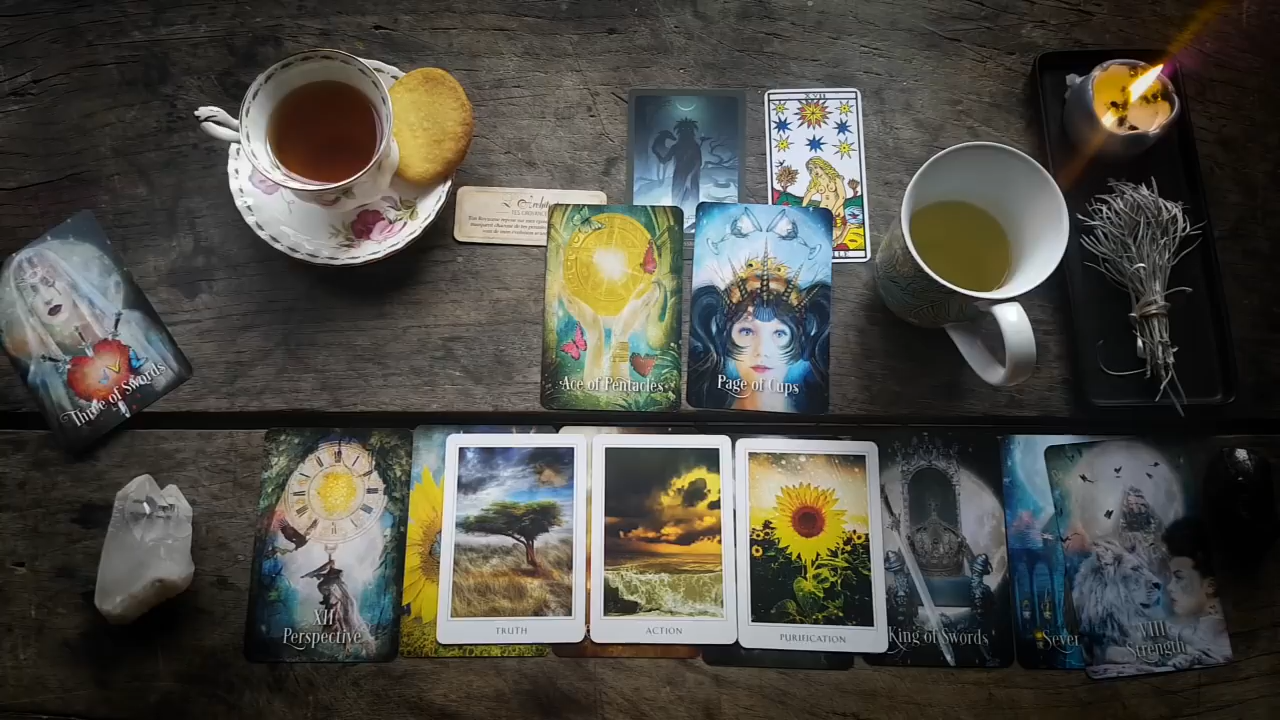 XVII
Three of Swords
Ace of Pentacles
Page of Cups
XII
Perspective
TRUTH
ACTION
PURIFICATION
King of Swords
Sever
VIII
Strength